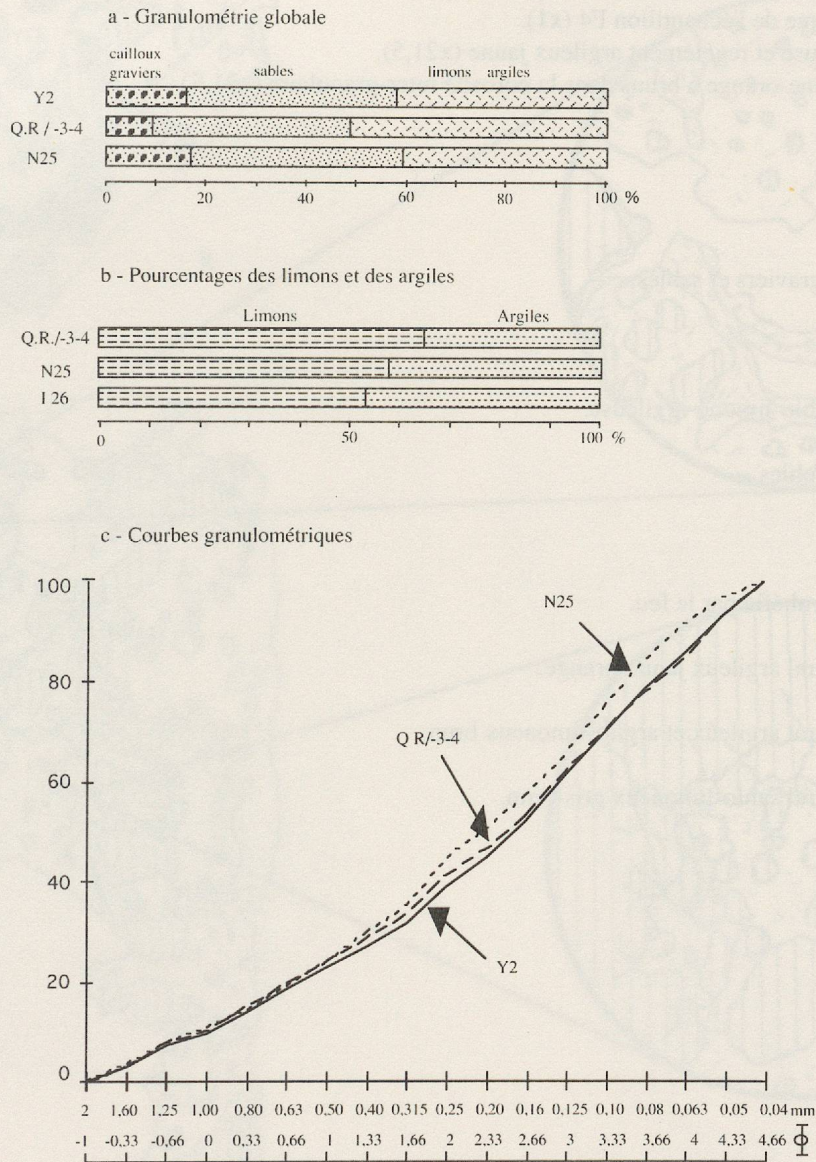 a - Granulométrie globale
cailloux
graviers
sables
limons argiles
Y2
Q.R / -3-4
N25
0 20 40 60 80 100 %
b - Pourcentages des limons et des argiles
Limons Argiles
Q.R./-3-4
N25
I 26
0 50 100 %
c - Courbes granulométriques
100
N25
80
Q R/-3-4
60
40
Y2
20
0
2 1,60 1,25 1,00 0,80 0,63 0,50 0,40 0,315 0,25 0,20 0,16 0,125 0,10 0,08 0,063 0,05 0,04 mm
-1 -0,33 -0,66 0 0,33 0,66 1 1,33 1,66 2 2,33 2,66 3 3,33 3,66 4 4,33 4,66 Φ